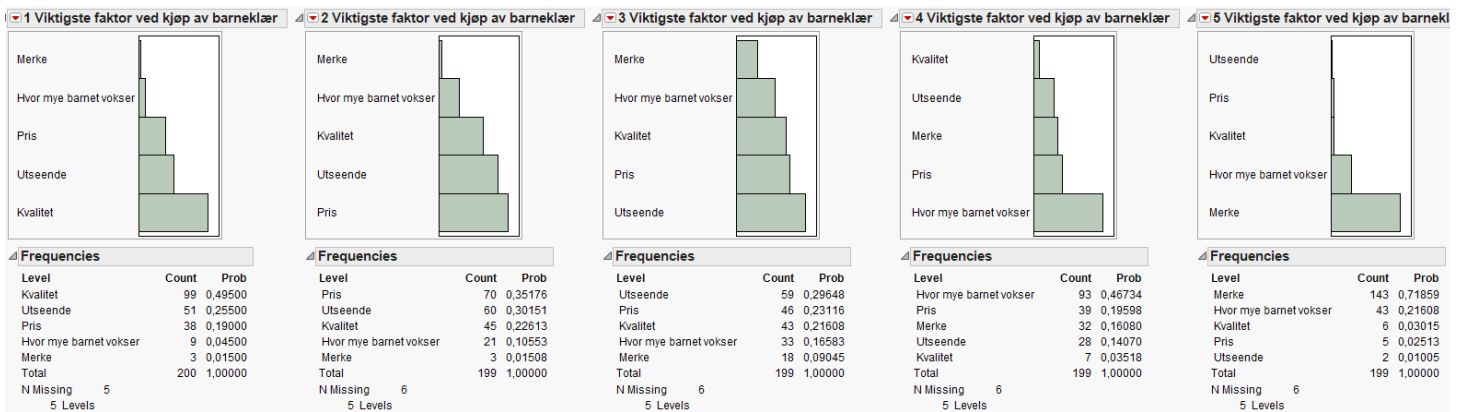 1 Viktigste faktor ved kjøp av barneklær
Merke
Hvor mye barnet vokser
Pris
Utseende
Kvalitet
Frequencies
Level Count Prob
Kvalitet 99 0,49500
Utseende 51 0,25500
Pris 38 0,19000
Hvor mye barnet vokser 9 0,04500
Merke 3 0,01500
Total 200 1,00000
N Missing 5
5 Levels
2 Viktigste faktor ved kjøp av barneklær
Merke
Hvor mye barnet vokser
Kvalitet
Utseende
Pris
Frequencies
Level Count Prob
Pris 70 0,35176
Utseende 60 0,30151
Kvalitet 45 0,22613
Hvor mye barnet vokser 21 0,10553
Merke 3 0,01508
Total 199 1,00000
N Missing 6
5 Levels
3 Viktigste faktor ved kjøp av barneklær
Merke
Hvor mye barnet vokser
Kvalitet
Pris
Utseende
Frequencies
Level Count Prob
Utseende 59 0,29648
Pris 46 0,23116
Kvalitet 43 0,21608
Hvor mye barnet vokser 33 0,16583
Merke 18 0,09045
Total 199 1,00000
N Missing 6
5 Levels
4 Viktigste faktor ved kjøp av barneklær
Kvalitet
Utseende
Merke
Pris
Hvor mye barnet vokser
Frequencies
Level Count Prob
Hvor mye barnet vokser 93 0,46734
Pris 39 0,19598
Merke 32 0,16080
Utseende 28 0,14070
Kvalitet 7 0,03518
Total 199 1,00000
N Missing 6
5 Levels
5 Viktigste faktor ved kjøp av barnekl
Utseende
Pris
Kvalitet
Hvor mye barnet vokser
Merke
Frequencies
Level Count Prob
Merke 143 0,71859
Hvor mye barnet vokser 43 0,21608
Kvalitet 6 0,03015
Pris 5 0,02513
Utseende 2 0,01005
Total 199 1,00000
N Missing 6
5 Levels